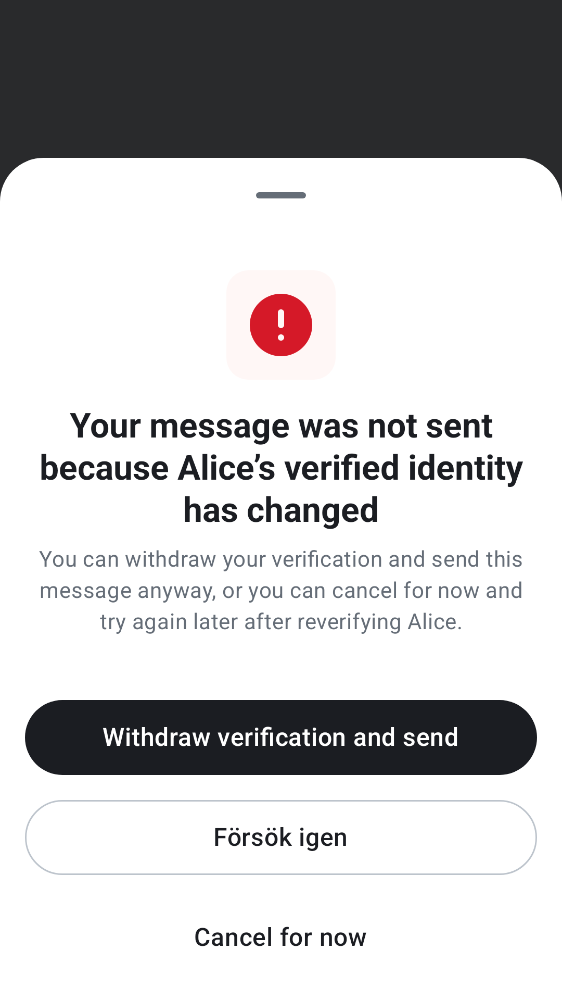 Your message was not sent
because Alice’s verified identity
has changed
You can withdraw your verification and send this
message anyway, or you can cancel for now and
try again later after reverifying Alice.
Withdraw verification and send
Försök igen
Cancel for now